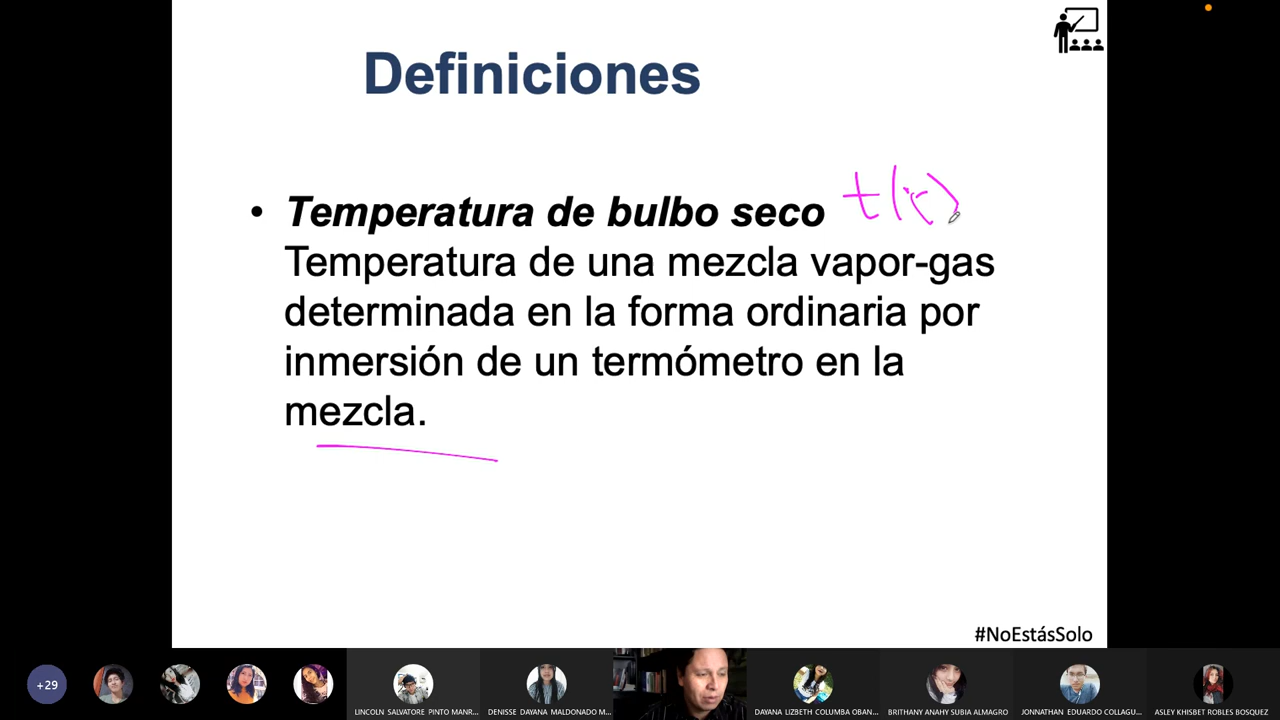 Definiciones
• Temperatura de bulbo seco
Temperatura de una mezcla vapor-gas
determinada en la forma ordinaria por
inmersión de un termómetro en la
mezcla.
#NoEstásSolo
+29
LINCOLN SALVATORE PINTO MANR...
DENISSE DAYANA MALDONADO M...
DAYANA LIZBETH COLUMBA OBAN...
BRITHANY ANAHY SUBIA ALMAGRO
JONNATHAN EDUARDO COLLAGU...
ASLEY KHISBET ROBLES BOSQUEZ